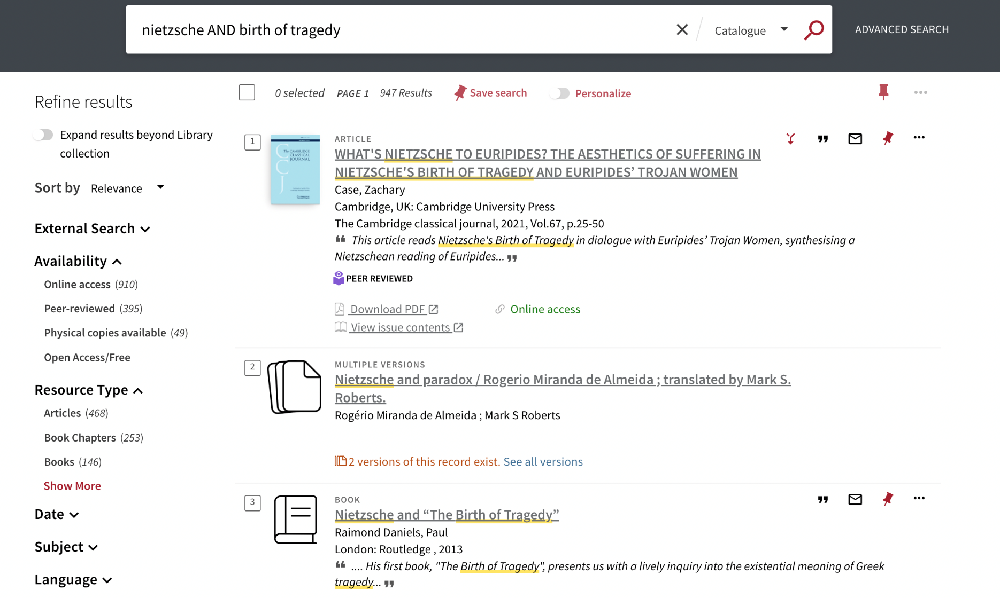 nietzsche AND birth of tragedy
Catalogue
ADVANCED SEARCH
Refine results
Expand results beyond Library
collection
Sort by Relevance
External Search
Availability
Online access (910)
Peer-reviewed (395)
Physical copies available (49)
Open Access/Free
Resource Type
Articles (468)
Book Chapters (253)
Books (146)
Show More
Date
Subject
Language
0 selected PAGE 1 947 Results Save search Personalize
1
The CAMBRIDGE
CLASSICAL
JOURNAL
CCJ
ARTICLE
WHAT'S NIETZSCHE TO EURIPIDES? THE AESTHETICS OF SUFFERING IN
NIETZSCHE'S BIRTH OF TRAGEDY AND EURIPIDES’ TROJAN WOMEN
Case, Zachary
Cambridge, UK: Cambridge University Press
The Cambridge classical journal, 2021, Vol.67, p.25-50
❝ This article reads Nietzsche's Birth of Tragedy in dialogue with Euripides’ Trojan Women, synthesising a
Nietzschean reading of Euripides... ❞
PEER REVIEWED
Download PDF Online access
View issue contents
2
MULTIPLE VERSIONS
Nietzsche and paradox / Rogerio Miranda de Almeida ; translated by Mark S.
Roberts.
Rogério Miranda de Almeida ; Mark S Roberts
2 versions of this record exist. See all versions
3
BOOK
Nietzsche and “The Birth of Tragedy”
Raimond Daniels, Paul
London: Routledge , 2013
❝ .... His first book, "The Birth of Tragedy", presents us with a lively inquiry into the existential meaning of Greek
tragedy... ❞